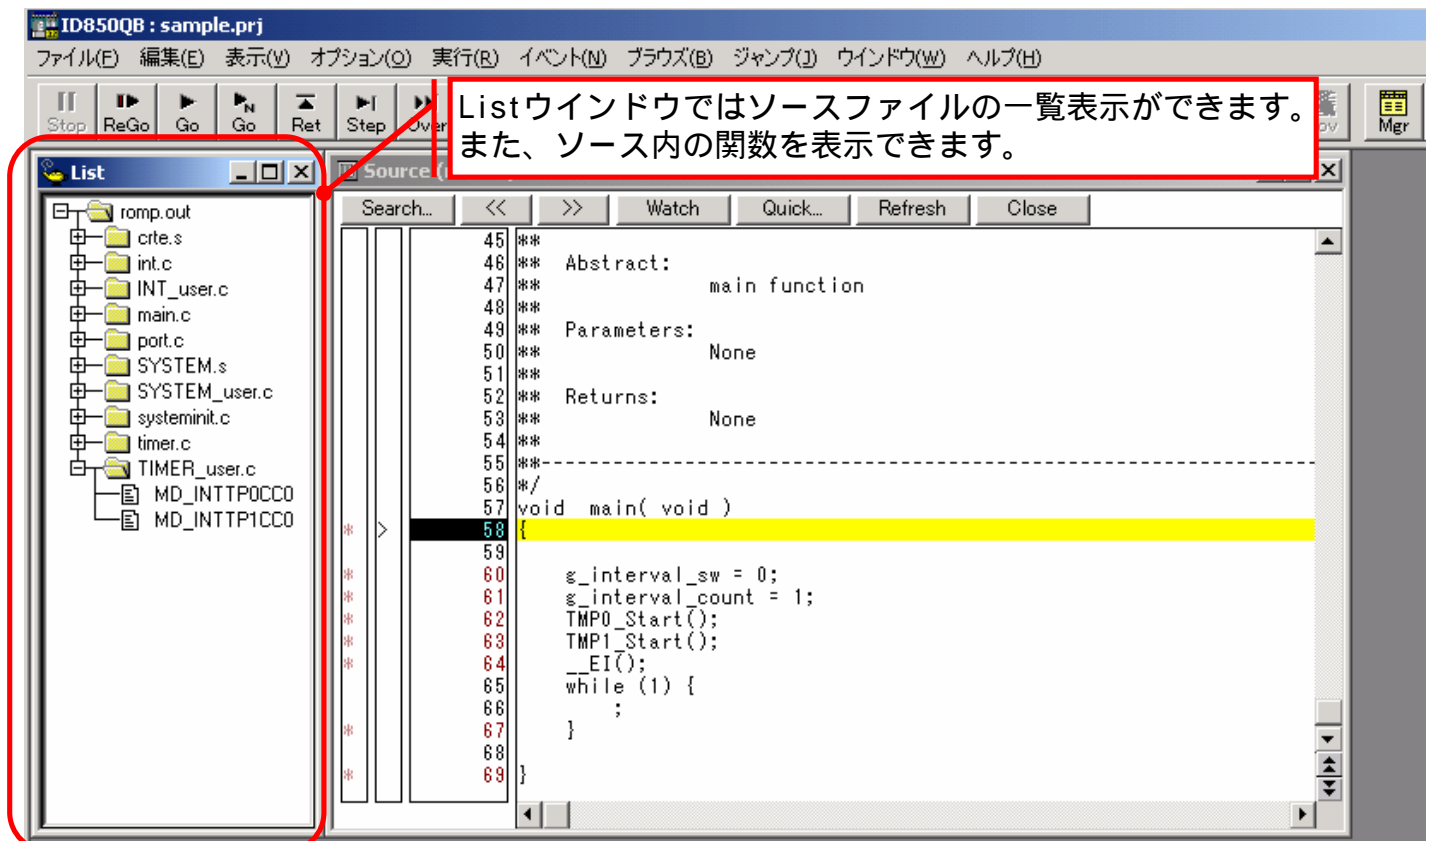 ID850QB : sample.prj
ファイル(F) 編集(E) 表示(V) オプション(O) 実行(R) イベント(N) ブラウズ(B) ジャンプ(J) ウインドウ(W) ヘルプ(H)
Stop ReGo Go Go Ret Step Over Mgr
Listウインドウではソースファイルの一覧表示ができます。
また、ソース内の関数を表示できます。
List
Source
romp.out
crte.s
int.c
INT_user.c
main.c
port.c
SYSTEM.s
SYSTEM_user.c
systeminit.c
timer.c
TIMER_user.c
MD_INTTP0CC0
MD_INTTP1CC0
Search... << >> Watch Quick... Refresh Close
45 **
46 ** Abstract:
47 ** main function
48 **
49 ** Parameters:
50 ** None
51 **
52 ** Returns:
53 ** None
54 **
55 **-----------------------------------------------------------------
56 */
57 void main( void )
* > 58 {
59
* 60 g_interval_sw = 0;
* 61 g_interval_count = 1;
* 62 TMP0_Start();
* 63 TMP1_Start();
* 64 __EI();
65 while (1) {
66 ;
* 67 }
68
* 69 }